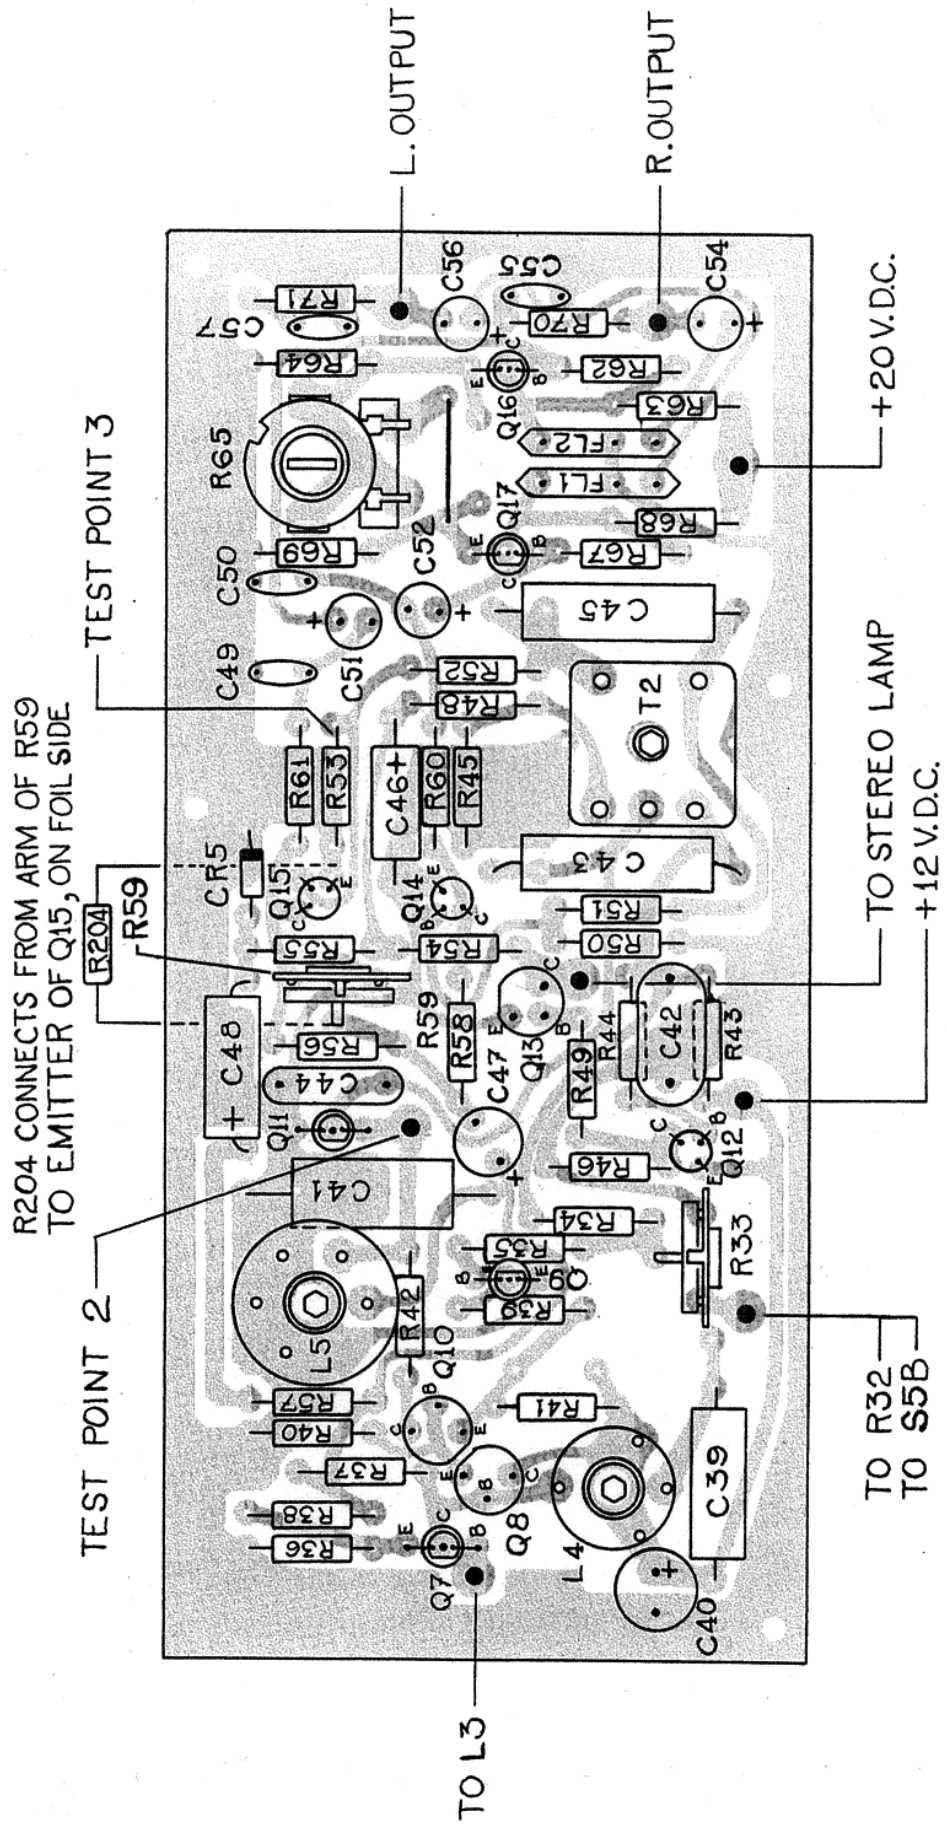 R204 CONNECTS FROM ARM OF R59
TO EMITTER OF Q15, ON FOIL SIDE
TEST POINT 2
R204
R59
TEST POINT 3
L. OUTPUT
R. OUTPUT
+20 V.D.C.
TO STEREO LAMP
+12 V.D.C.
TO R32
TO S5B
TO L3
R36
R38
R37
R40
R57
L5
R42
C41
Q11
C48
+
C44
R56
R55
R59
CR5
Q15
C
E
R61
R53
C49
C50
R69
R65
R64
C57
R71
Q7
E
C
B
Q8
E
B
C
Q10
C
B
E
R39
R35
Q9
B
E
R34
R41
C47
+
R58
R54
Q14
B
E
C
C46+
R60
R45
R48
R52
C51
+
C52
+
Q17
E
C
B
Q16
E
C
B
C56
+
C55
R70
R62
R63
FL2
FL1
R68
R67
C45
T2
C43
R51
R50
Q13
E
C
B
R49
R44
C42
R43
R46
Q12
C
B
E
R33
L4
C39
C40
+
C54
+